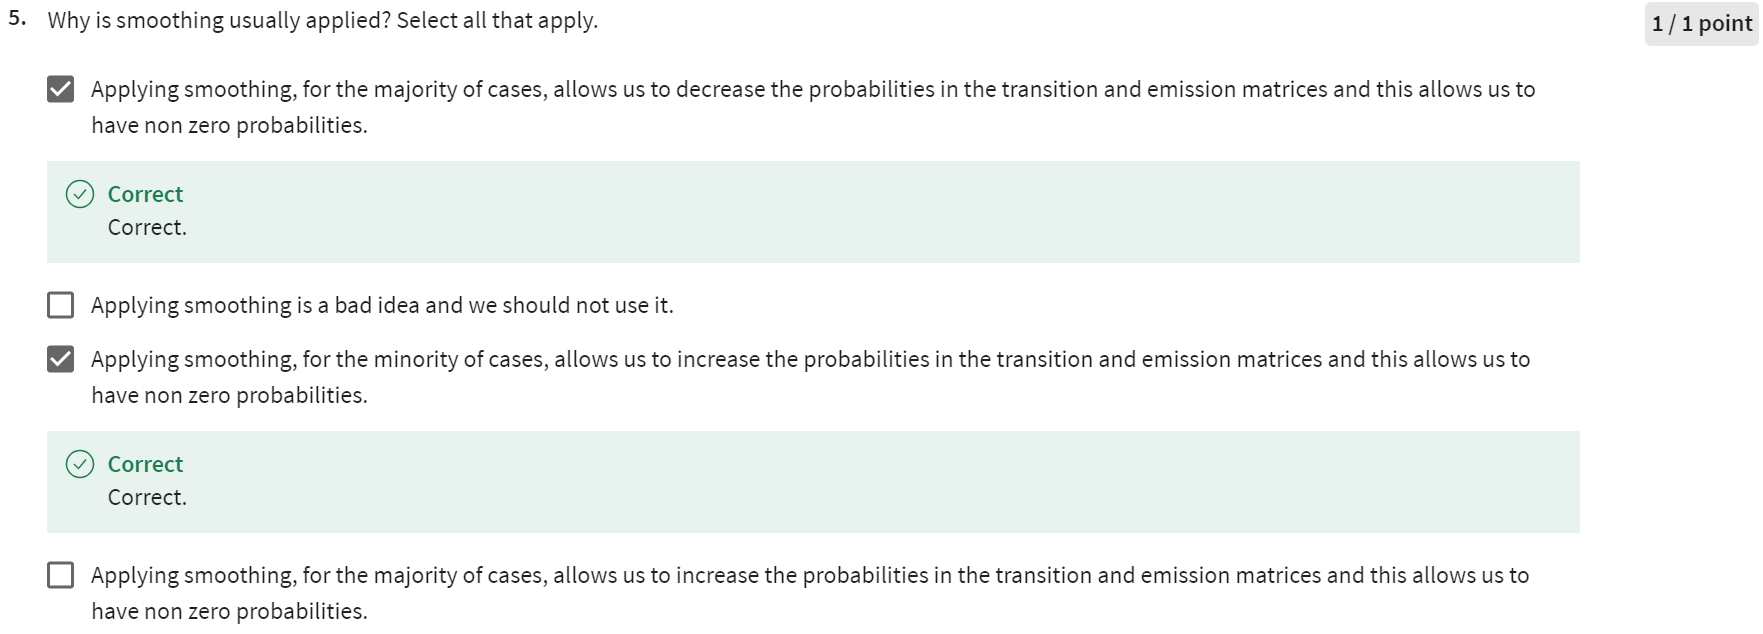 5. Why is smoothing usually applied? Select all that apply.
1 / 1 point
Applying smoothing, for the majority of cases, allows us to decrease the probabilities in the transition and emission matrices and this allows us to
have non zero probabilities.
Correct
Correct.
Applying smoothing is a bad idea and we should not use it.
Applying smoothing, for the minority of cases, allows us to increase the probabilities in the transition and emission matrices and this allows us to
have non zero probabilities.
Correct
Correct.
Applying smoothing, for the majority of cases, allows us to increase the probabilities in the transition and emission matrices and this allows us to
have non zero probabilities.